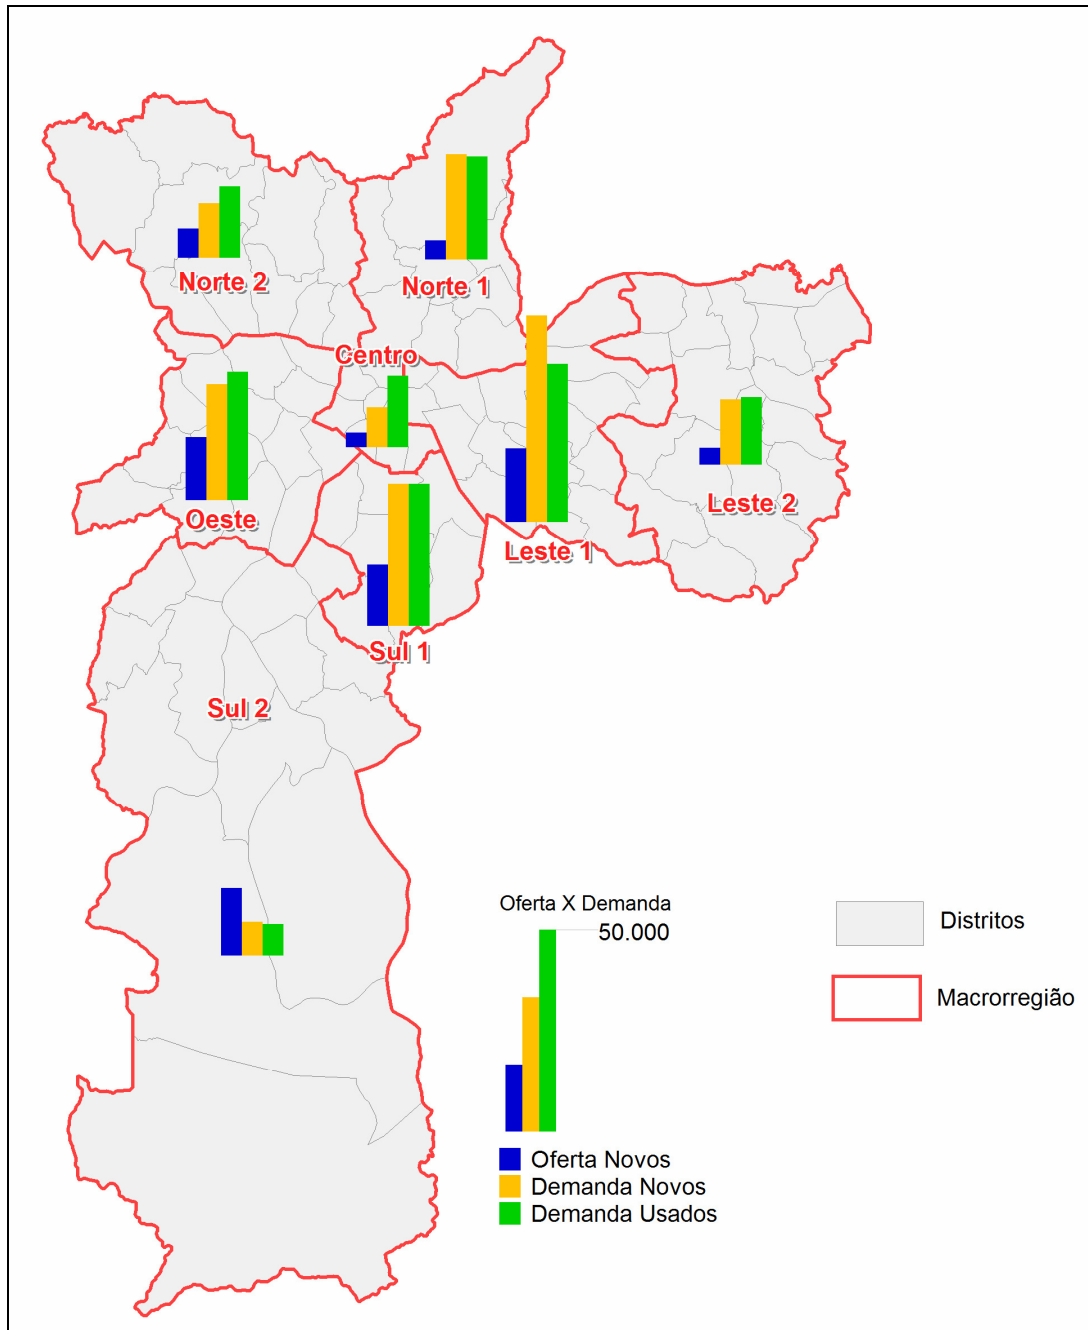 Norte 2
Norte 1
Centro
Leste 2
Oeste
Leste 1
Sul 1
Sul 2
Oferta X Demanda
50.000
Distritos
Macrorregião
Oferta Novos
Demanda Novos
Demanda Usados